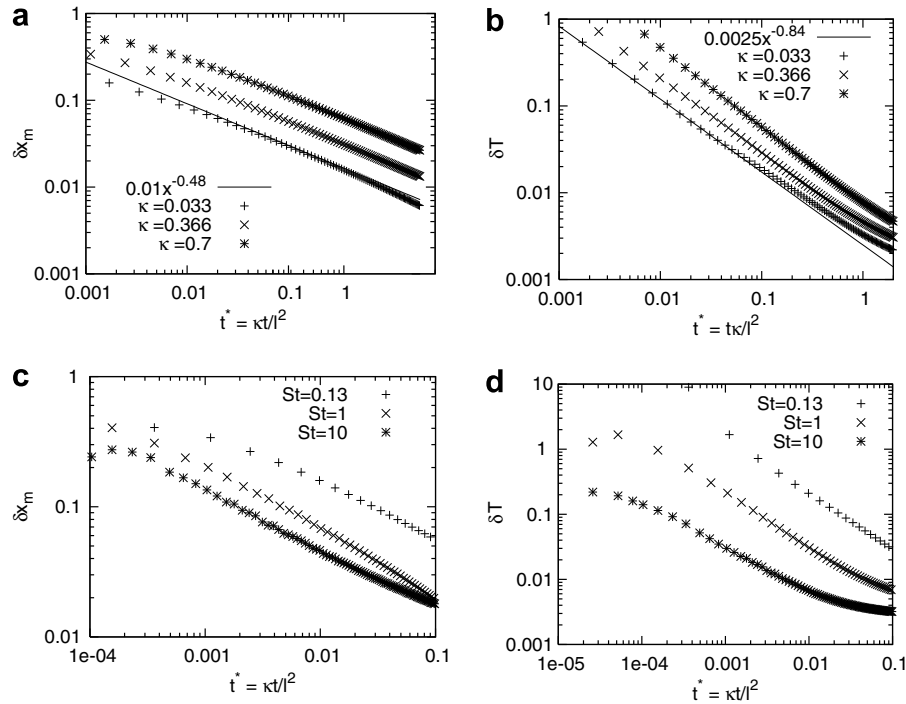 a
1
0.1
0.01
0.001
δx_m
0.01x^-0.48
κ =0.033
κ =0.366
κ =0.7
0.001
0.01
0.1
1
t* = κt/l²
b
1
0.1
0.01
0.001
δT
0.0025x^-0.84
κ =0.033
κ =0.366
κ =0.7
0.001
0.01
0.1
1
t* = tκ/l²
c
1
0.1
0.01
δx_m
St=0.13
St=1
St=10
1e-04
0.001
0.01
0.1
t* = κt/l²
d
10
1
0.1
0.01
0.001
δT
St=0.13
St=1
St=10
1e-05
1e-04
0.001
0.01
0.1
t* = κt/l²